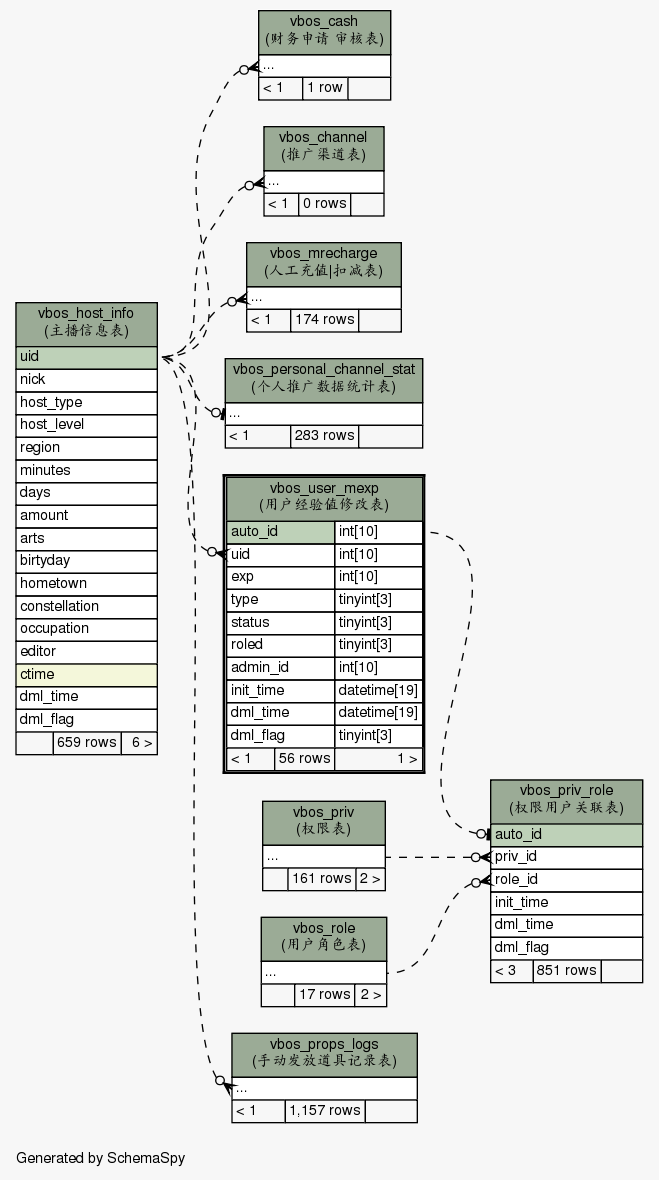 vbos_cash
(财务申请 审核表)
...
< 1 1 row
vbos_channel
(推广渠道表)
...
< 1 0 rows
vbos_mrecharge
(人工充值|扣减表)
...
< 1 174 rows
vbos_host_info
(主播信息表)
uid
nick
host_type
host_level
region
minutes
days
amount
arts
birtyday
hometown
constellation
occupation
editor
ctime
dml_time
dml_flag
659 rows 6 >
vbos_personal_channel_stat
(个人推广数据统计表)
...
< 1 283 rows
vbos_user_mexp
(用户经验值修改表)
auto_id int[10]
uid int[10]
exp int[10]
type tinyint[3]
status tinyint[3]
roled tinyint[3]
admin_id int[10]
init_time datetime[19]
dml_time datetime[19]
dml_flag tinyint[3]
< 1 56 rows 1 >
vbos_priv_role
(权限用户关联表)
auto_id
priv_id
role_id
init_time
dml_time
dml_flag
< 3 851 rows
vbos_priv
(权限表)
...
161 rows 2 >
vbos_role
(用户角色表)
...
17 rows 2 >
vbos_props_logs
(手动发放道具记录表)
...
< 1 1,157 rows
Generated by SchemaSpy